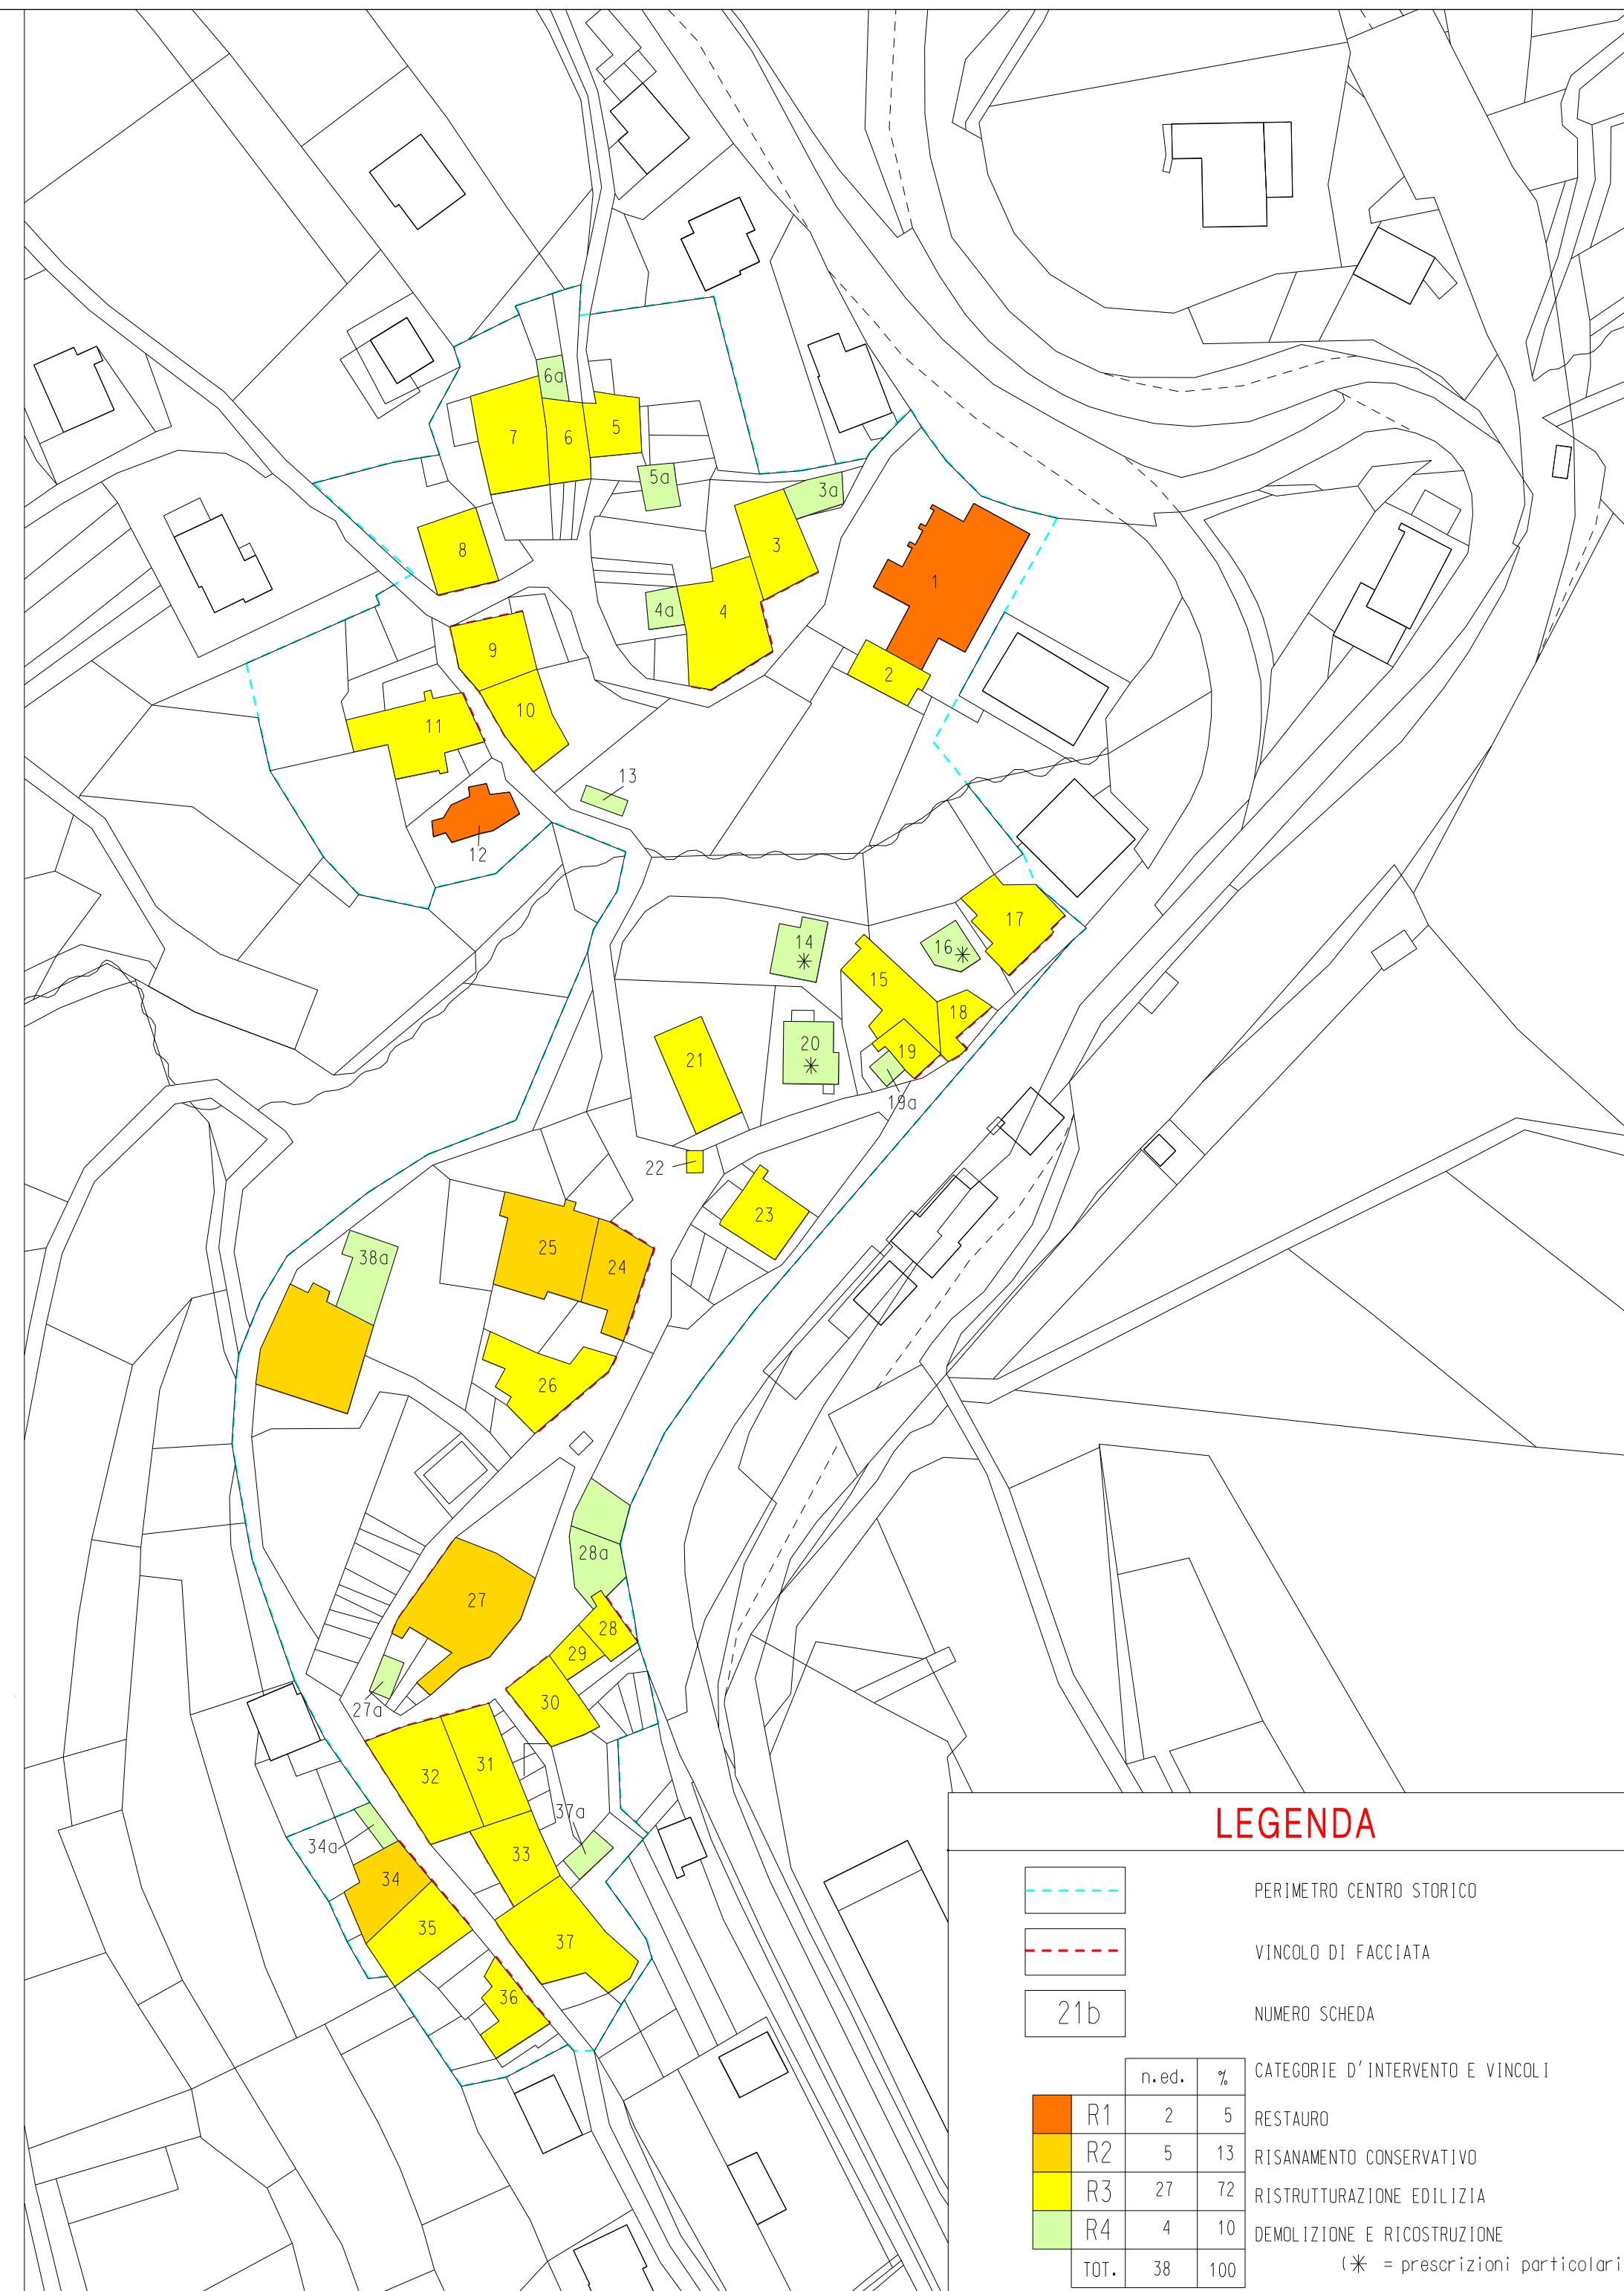 6a
7
6
5
5a
3a
3
8
1
4a
4
9
2
10
11
13
12
14
16
17
15
18
20
21
19
19a
22
23
25
24
38a
26
28a
27
28
29
27a
30
31
32
37a
34a
33
34
35
37
36
LEGENDA
PERIMETRO CENTRO STORICO
VINCOLO DI FACCIATA
21b NUMERO SCHEDA
n.ed. % CATEGORIE D'INTERVENTO E VINCOLI
R1 2 5 RESTAURO
R2 5 13 RISANAMENTO CONSERVATIVO
R3 27 72 RISTRUTTURAZIONE EDILIZIA
R4 4 10 DEMOLIZIONE E RICOSTRUZIONE
TOT. 38 100 (* = prescrizioni particolari